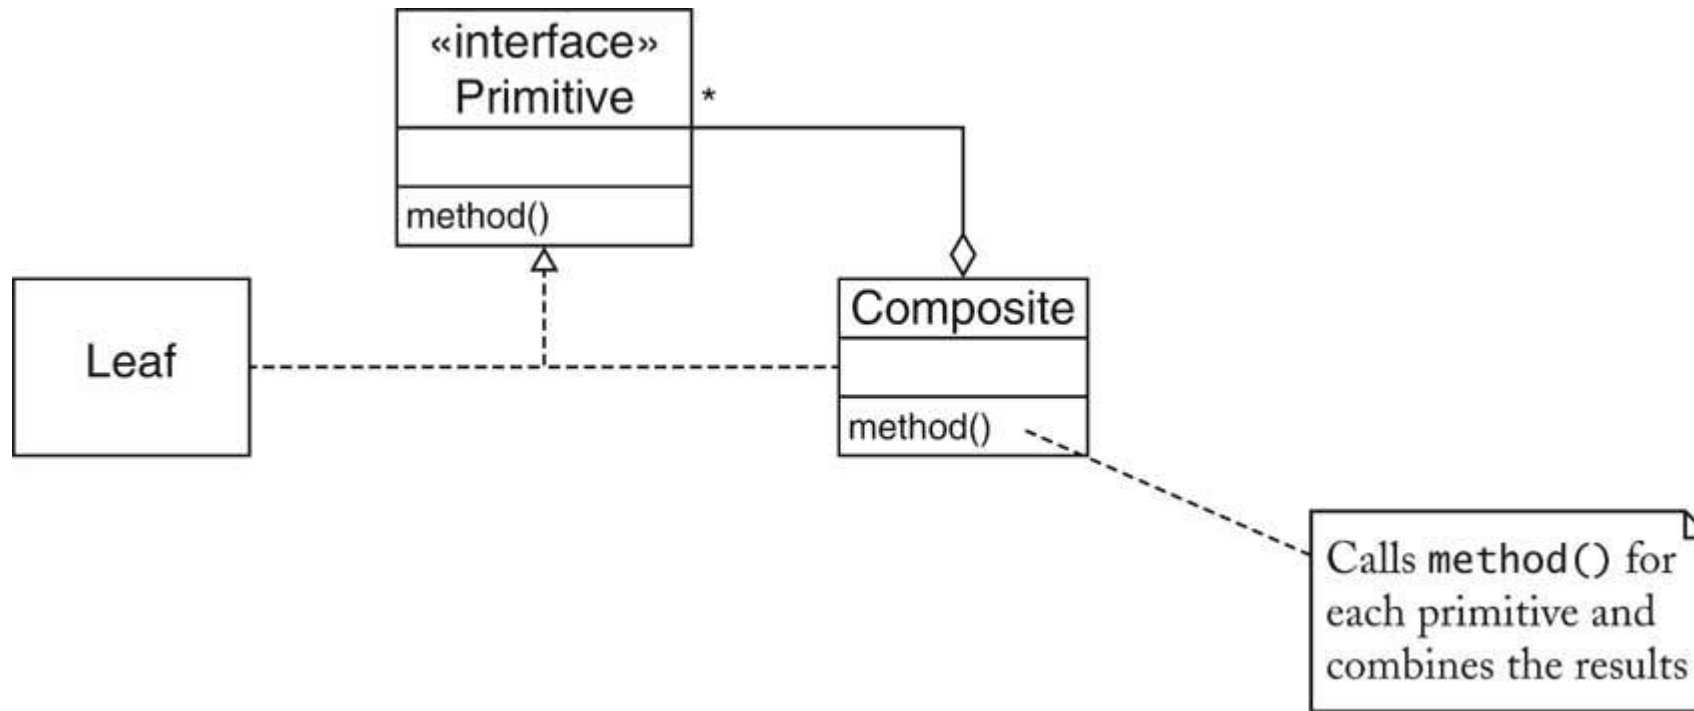 «interface»
Primitive
*
method()
Leaf
Composite
method()
Calls method() for
each primitive and
combines the results